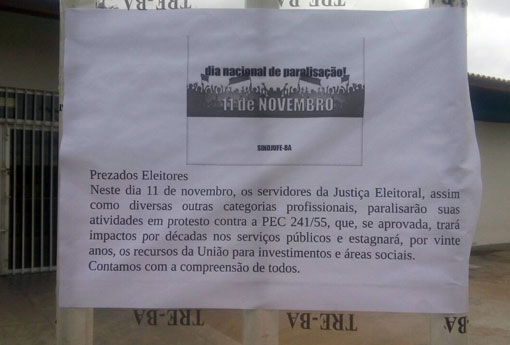 TRE-BA TRE-BA
dia nacional de paralisação!
11 de NOVEMBRO
SINDJUFE-BA
Prezados Eleitores
Neste dia 11 de novembro, os servidores da Justiça Eleitoral, assim
como diversas outras categorias profissionais, paralisarão suas
atividades em protesto contra a PEC 241/55, que, se aprovada, trará
impactos por décadas nos serviços públicos e estagnará, por vinte
anos, os recursos da União para investimentos e áreas sociais.
Contamos com a compreensão de todos.
TRE-BA TRE-BA